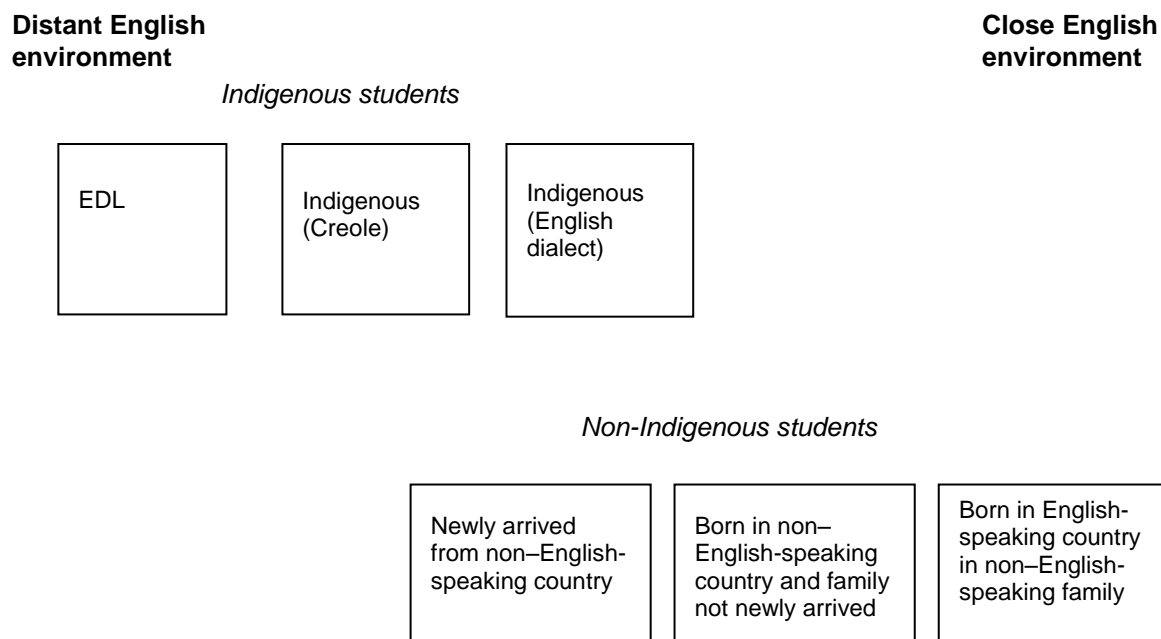 Distant English
environment
Close English
environment
Indigenous students
EDL
Indigenous
(Creole)
Indigenous
(English
dialect)
Non-Indigenous students
Newly arrived
from non–English-
speaking country
Born in non–
English-speaking
country and family
not newly arrived
Born in English-
speaking country
in non–English-
speaking family